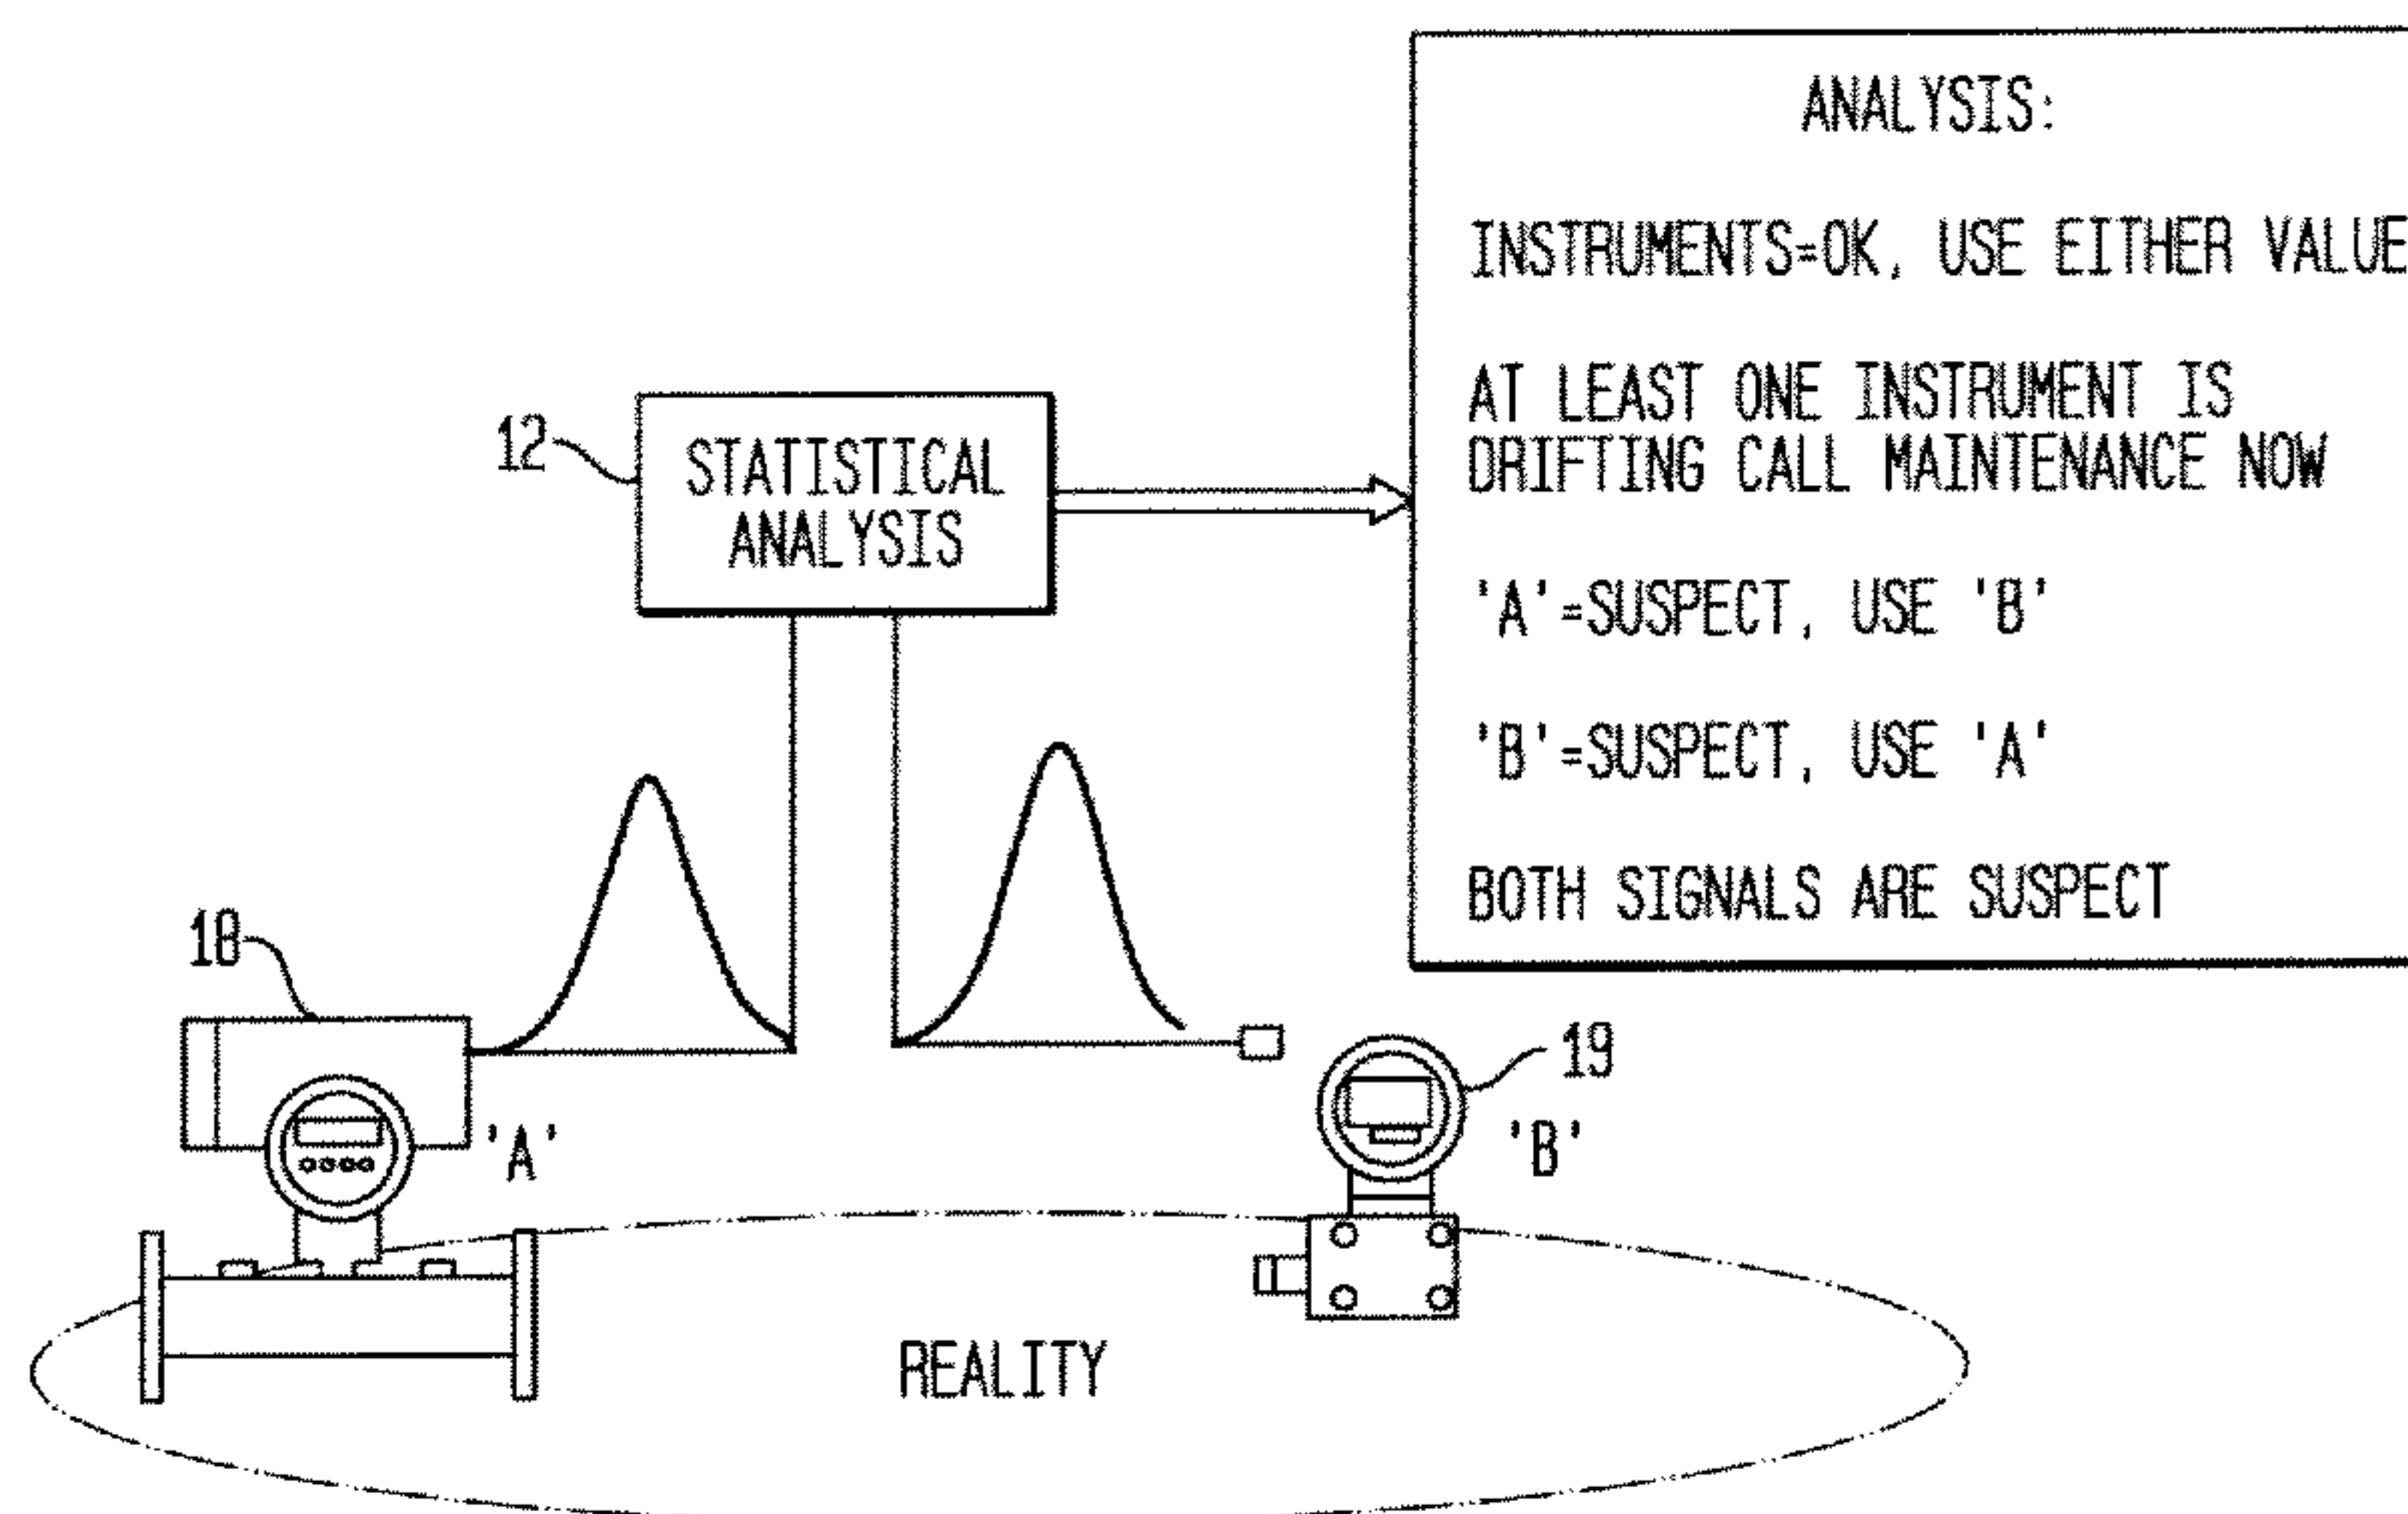 ANALYSIS:
INSTRUMENTS=OK, USE EITHER VALUE
AT LEAST ONE INSTRUMENT IS
DRIFTING CALL MAINTENANCE NOW
'A'=SUSPECT, USE 'B'
'B'=SUSPECT, USE 'A'
BOTH SIGNALS ARE SUSPECT
12
STATISTICAL
ANALYSIS
18
'A'
19
'B'
REALITY